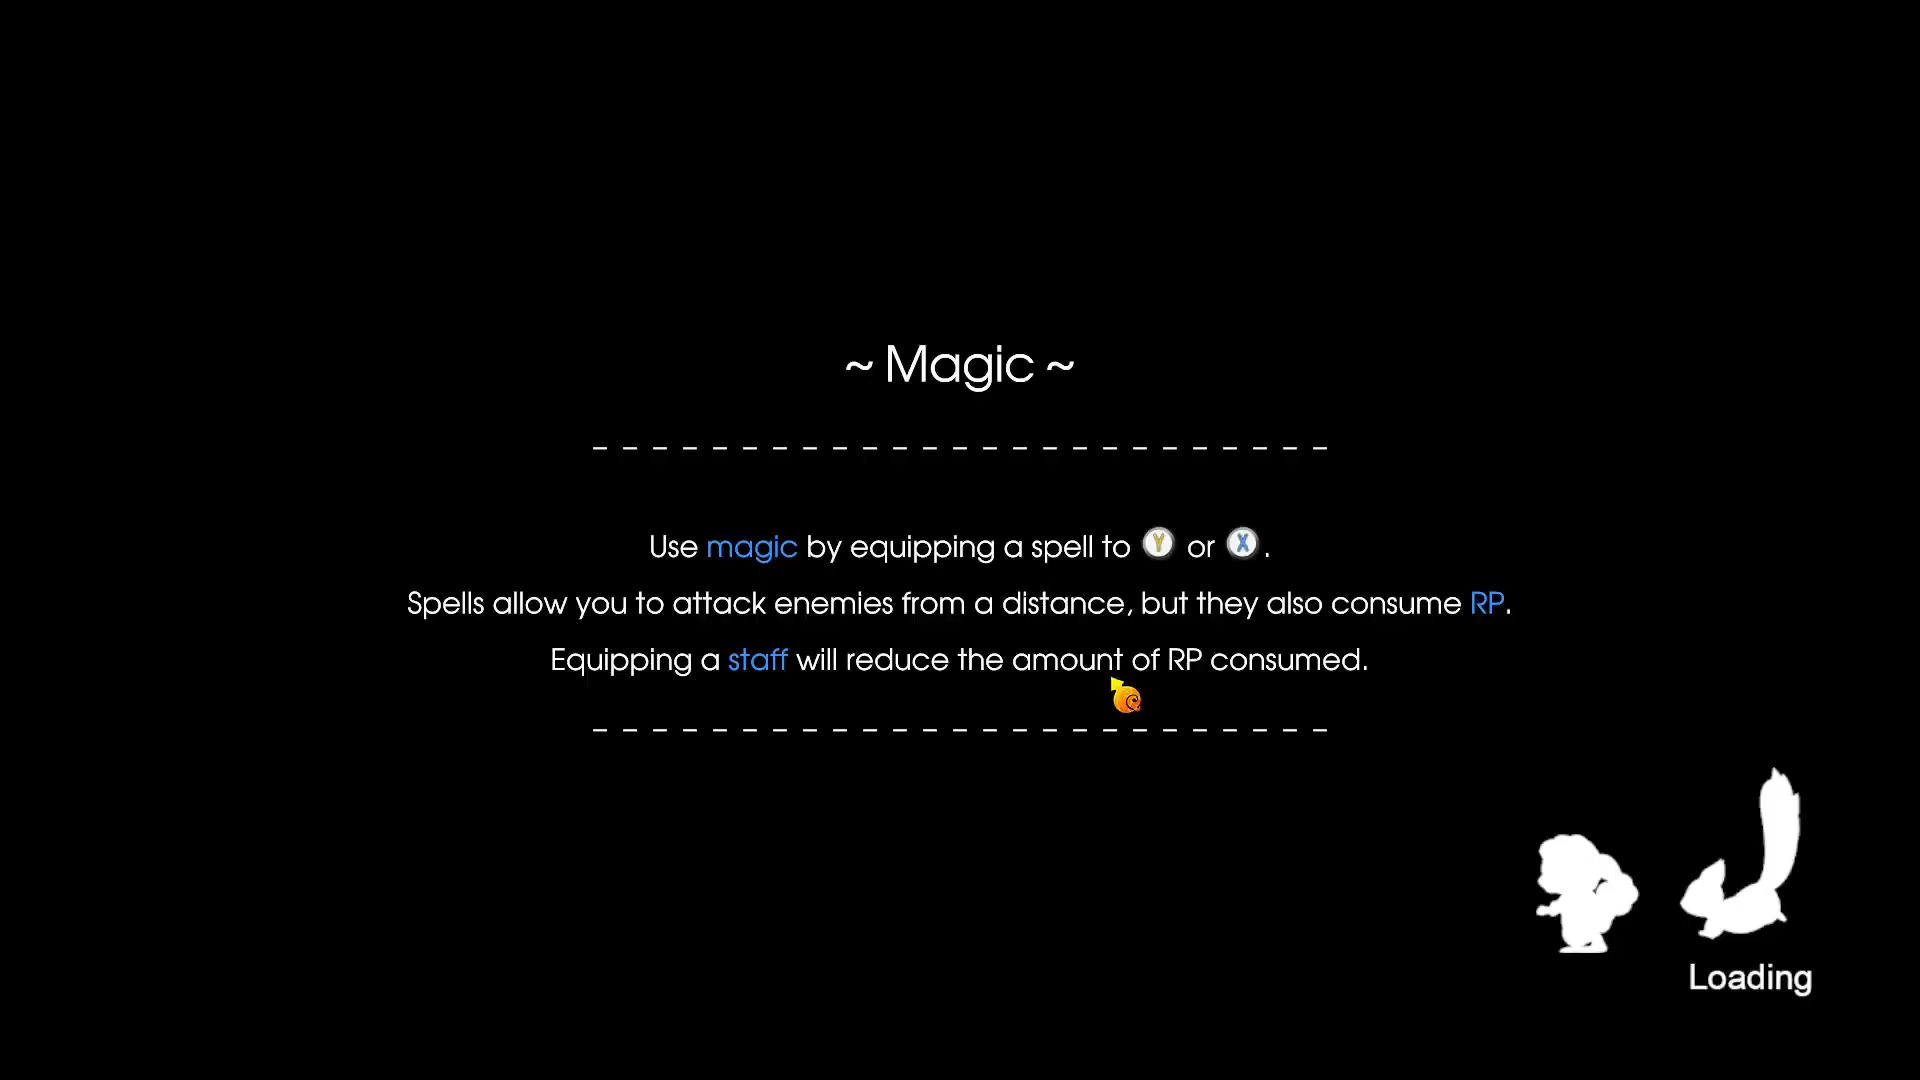 ~ Magic ~
– – – – – – – – – – – – – – – – – – – – – – – – –
Use magic by equipping a spell to Y or X.
Spells allow you to attack enemies from a distance, but they also consume RP.
Equipping a staff will reduce the amount of RP consumed.
– – – – – – – – – – – – – – – – – – – – – – – – –
Loading